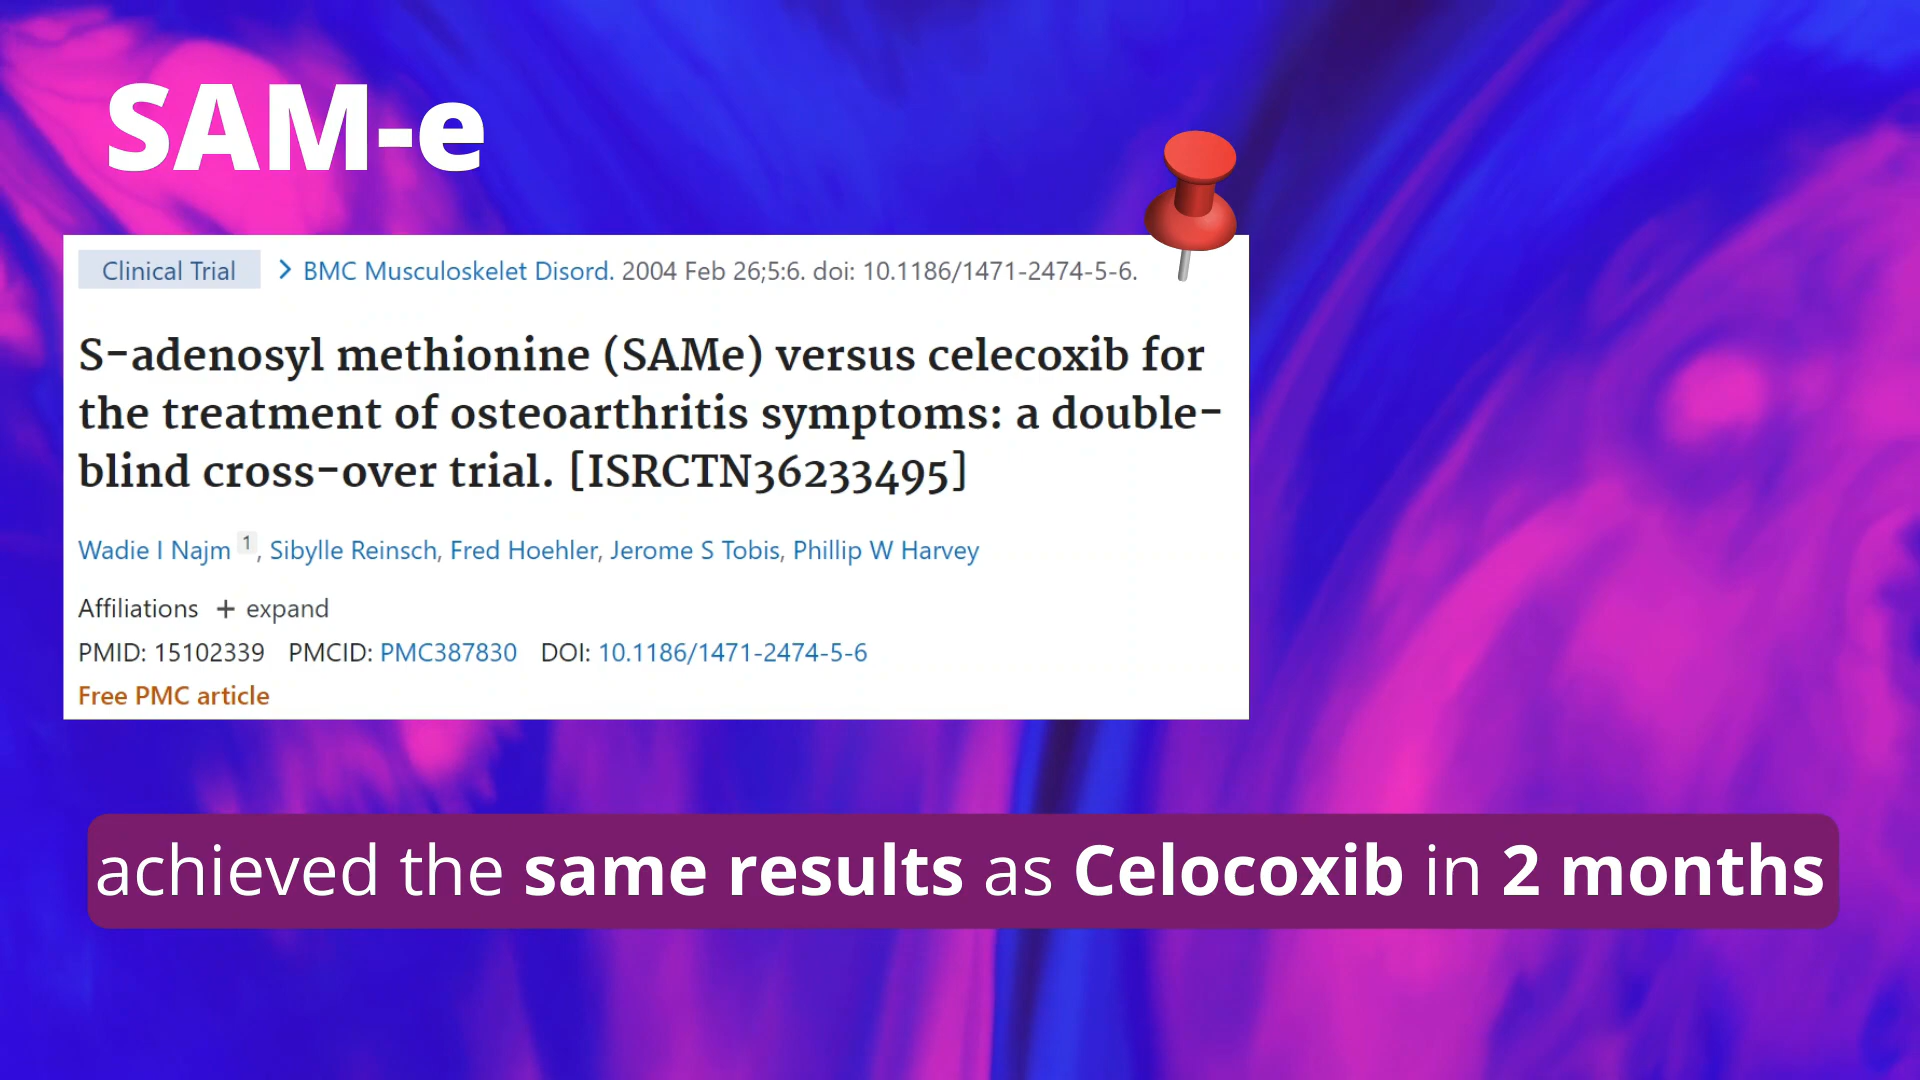 SAM-e
Clinical Trial > BMC Musculoskelet Disord. 2004 Feb 26;5:6. doi: 10.1186/1471-2474-5-6.
S-adenosyl methionine (SAMe) versus celecoxib for
the treatment of osteoarthritis symptoms: a double-
blind cross-over trial. [ISRCTN36233495]
Wadie I Najm 1, Sibylle Reinsch, Fred Hoehler, Jerome S Tobis, Phillip W Harvey
Affiliations + expand
PMID: 15102339 PMCID: PMC387830 DOI: 10.1186/1471-2474-5-6
Free PMC article
achieved the same results as Celocoxib in 2 months